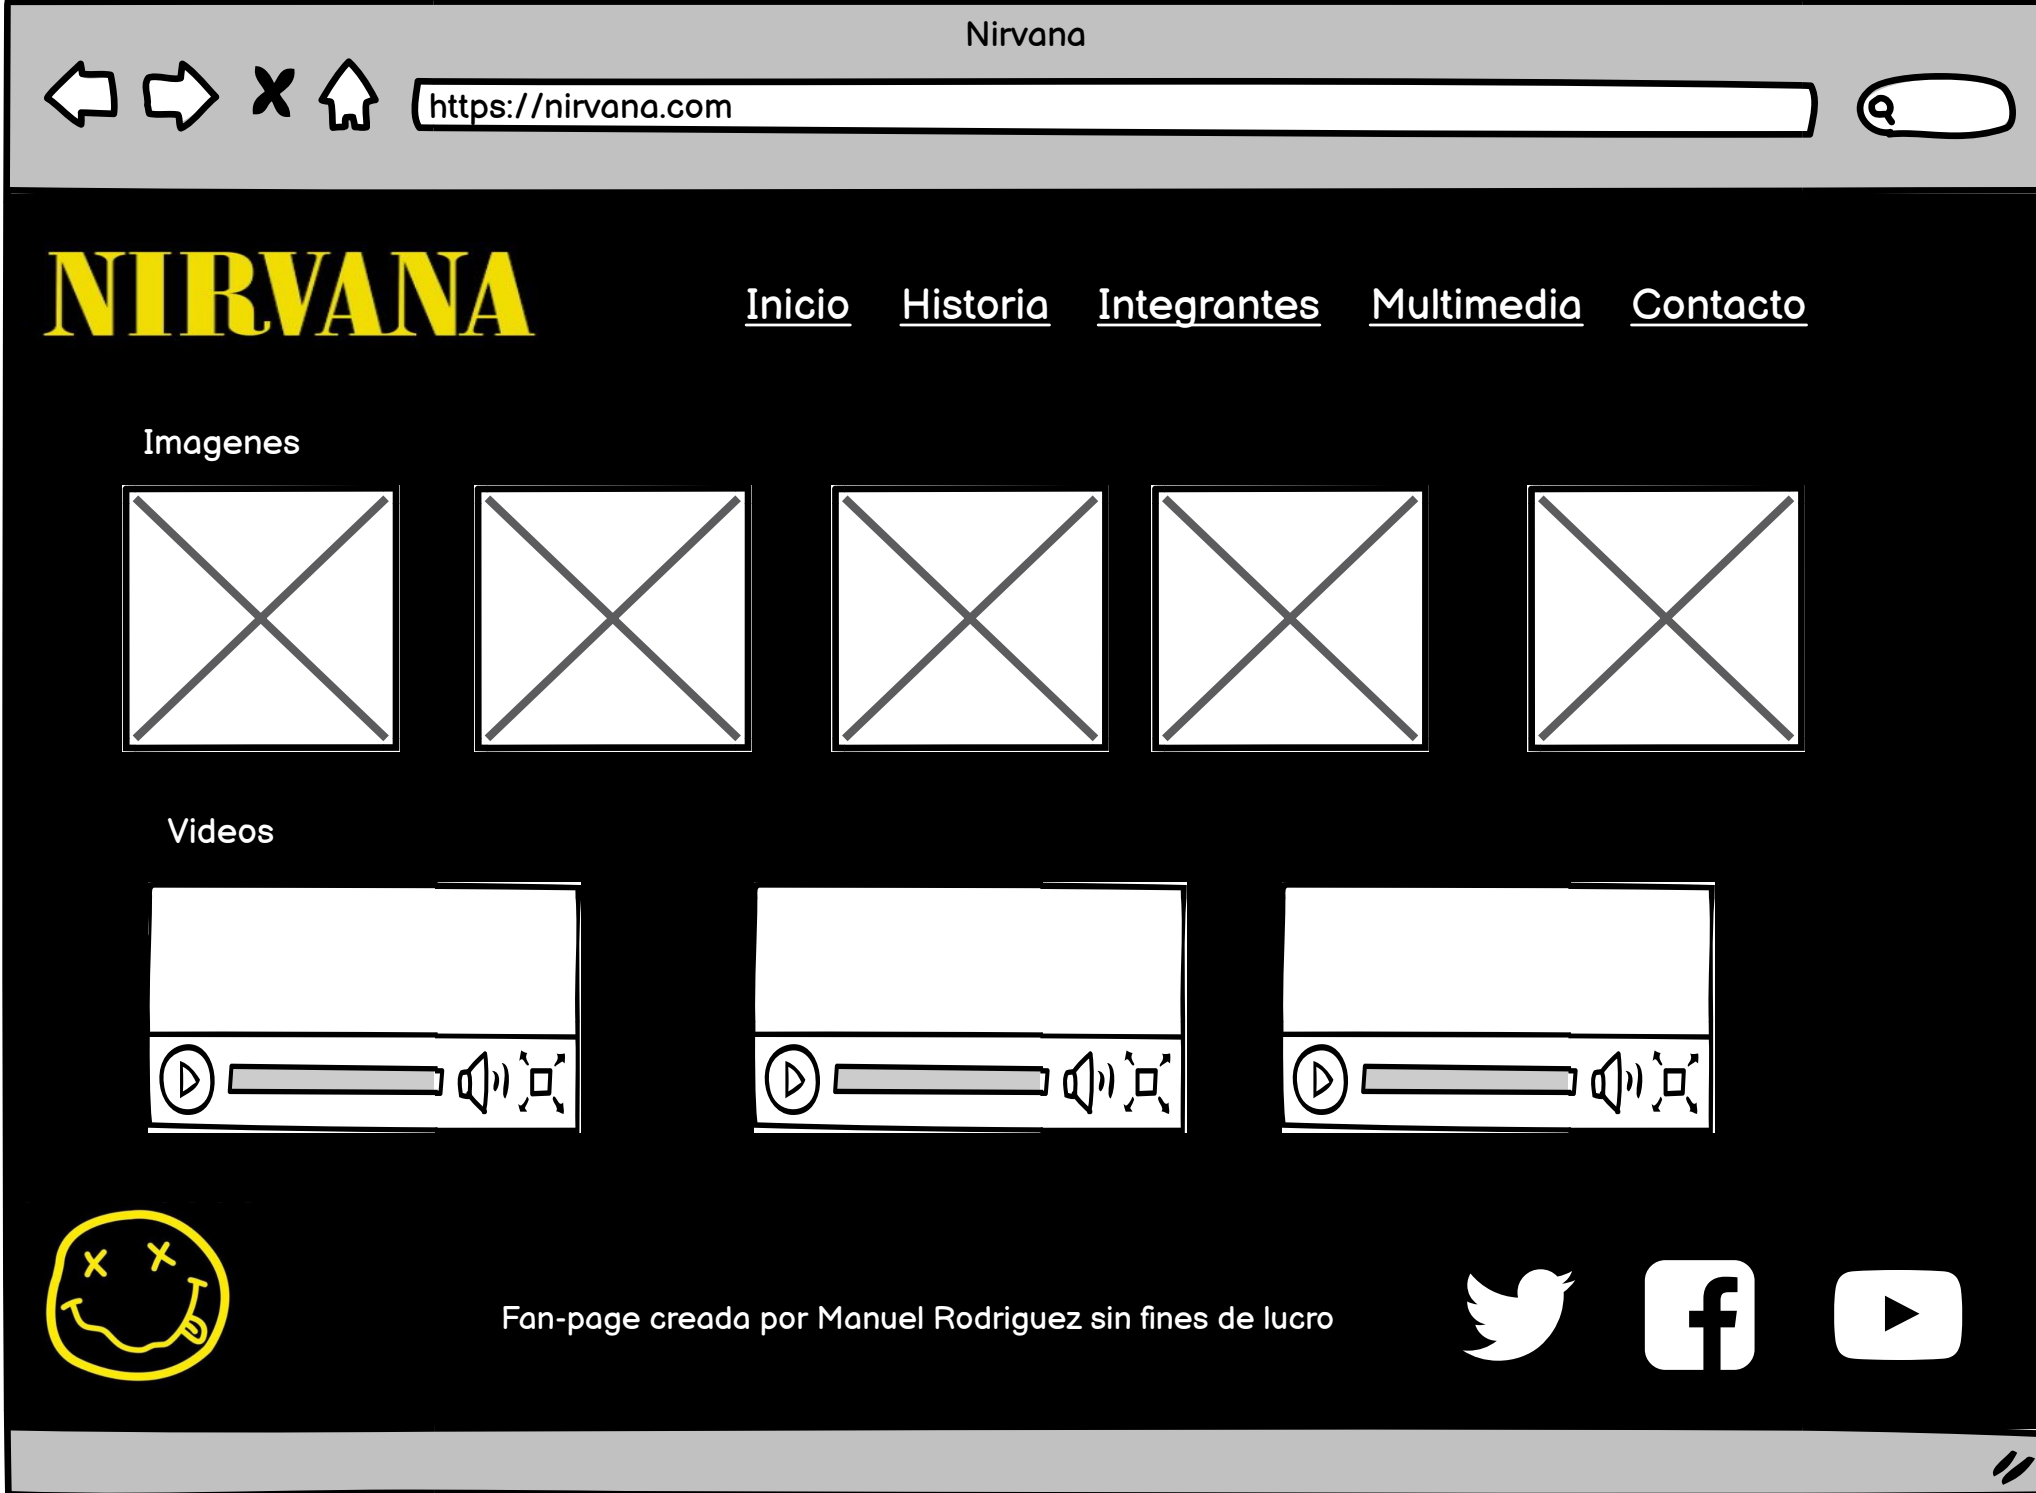 Nirvana
https://nirvana.com
NIRVANA
Inicio Historia Integrantes Multimedia Contacto
Imagenes
Videos
Fan-page creada por Manuel Rodriguez sin fines de lucro